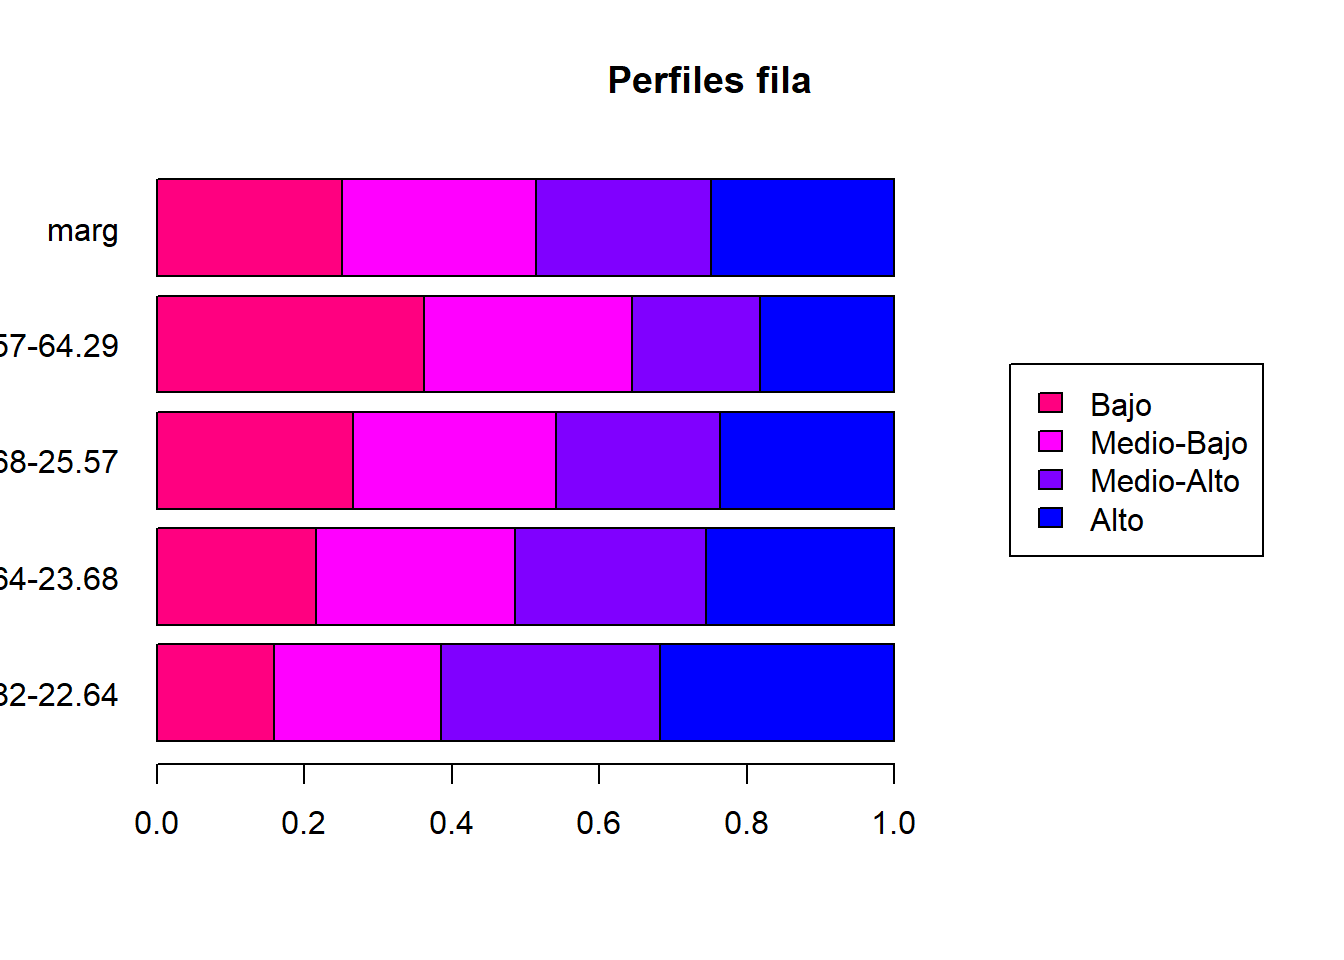 Perfiles fila
marg
57-64.29
68-25.57
64-23.68
32-22.64
0.0 0.2 0.4 0.6 0.8 1.0
Bajo
Medio-Bajo
Medio-Alto
Alto